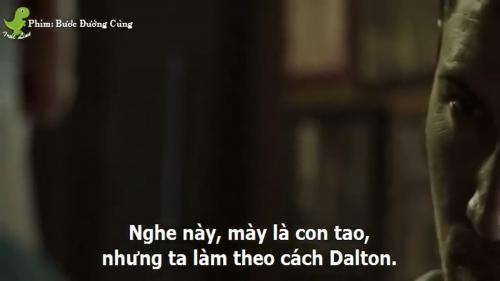 Phim: Bước Đường Cùng
Nghe này, mày là con tao,
nhưng ta làm theo cách Dalton.